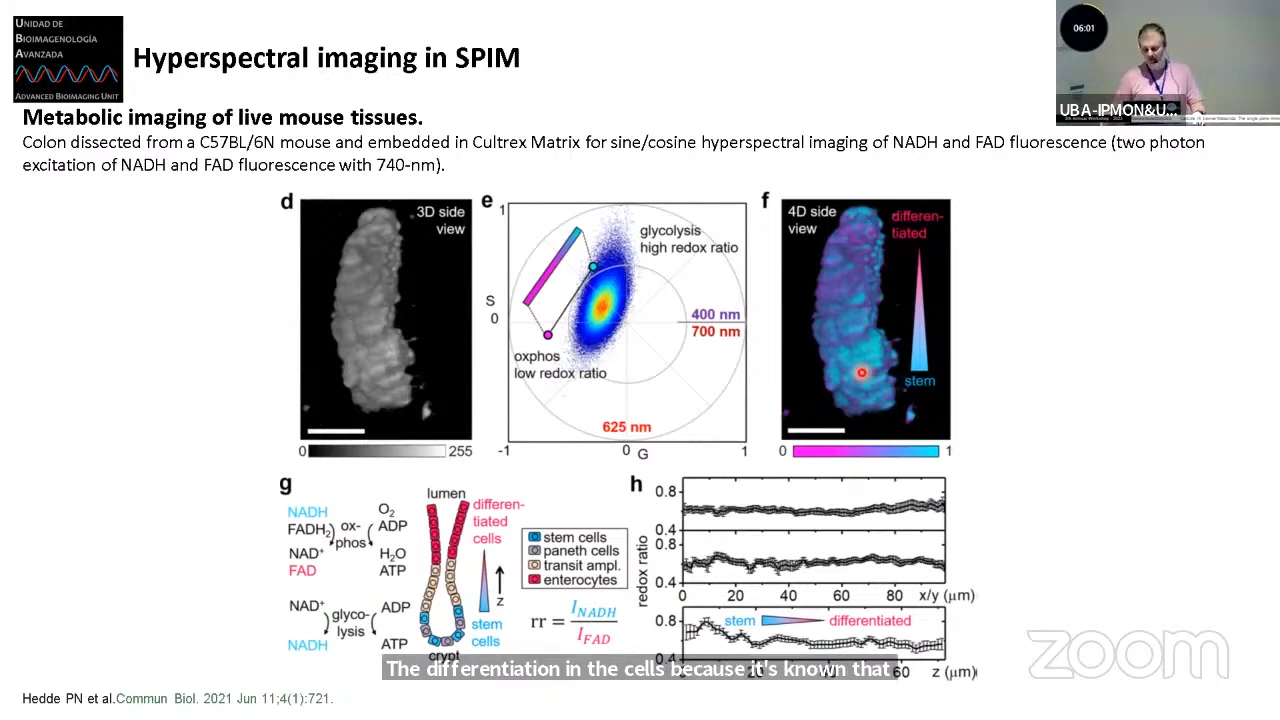 UNIDAD DE
BIOIMAGENOLOGÍA
AVANZADA
ADVANCED BIOIMAGING UNIT
Hyperspectral imaging in SPIM
06:01
UBA-IPMON&U...
Metabolic imaging of live mouse tissues.
Colon dissected from a C57BL/6N mouse and embedded in Cultrex Matrix for sine/cosine hyperspectral imaging of NADH and FAD fluorescence (two photon
excitation of NADH and FAD fluorescence with 740-nm).
d
3D side
view
0
255
e
1
S
0
glycolysis
high redox ratio
400 nm
700 nm
oxphos
low redox ratio
625 nm
-1
0
G
1
f
4D side
view
differen-
tiated
stem
0
1
g
NADH
FADH2
NAD+
FAD
ox-
phos
O2
ADP
H2O
ATP
NAD+
NADH
glyco-
lysis
ADP
ATP
lumen
crypt
differen-
tiated
cells
z
stem
cells
stem cells
paneth cells
transit ampl.
enterocytes
rr = INADH / IFAD
h
redox ratio
0.8
0.4
0.8
0.4
0 20 40 60 80 x/y (μm)
0.8
0.4
stem
differentiated
60 z (μm)
The differentiation in the cells because it's known that
zoom
Hedde PN et al.Commun Biol. 2021 Jun 11;4(1):721.